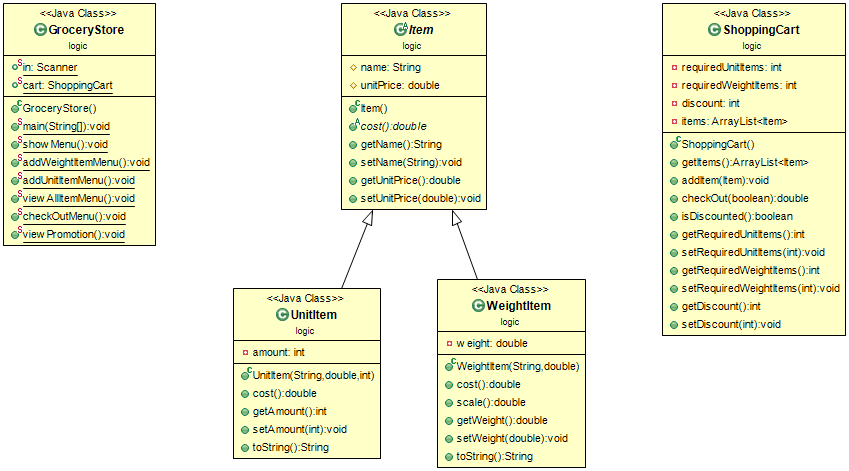 <<Java Class>>
GroceryStore
logic
in: Scanner
cart: ShoppingCart
GroceryStore()
main(String[]):void
show Menu():void
addWeightItemMenu():void
addUnitItemMenu():void
view AllItemMenu():void
checkOutMenu():void
view Promotion():void
<<Java Class>>
Item
logic
name: String
unitPrice: double
Item()
cost():double
getName():String
setName(String):void
getUnitPrice():double
setUnitPrice(double):void
<<Java Class>>
ShoppingCart
logic
requiredUnitItems: int
requiredWeightItems: int
discount: int
items: ArrayList<Item>
ShoppingCart()
getItems():ArrayList<Item>
addItem(Item):void
checkOut(boolean):double
isDiscounted():boolean
getRequiredUnitItems():int
setRequiredUnitItems(int):void
getRequiredWeightItems():int
setRequiredWeightItems(int):void
getDiscount():int
setDiscount(int):void
<<Java Class>>
UnitItem
logic
amount: int
UnitItem(String,double,int)
cost():double
getAmount():int
setAmount(int):void
toString():String
<<Java Class>>
WeightItem
logic
w eight: double
WeightItem(String,double)
cost():double
scale():double
getWeight():double
setWeight(double):void
toString():String